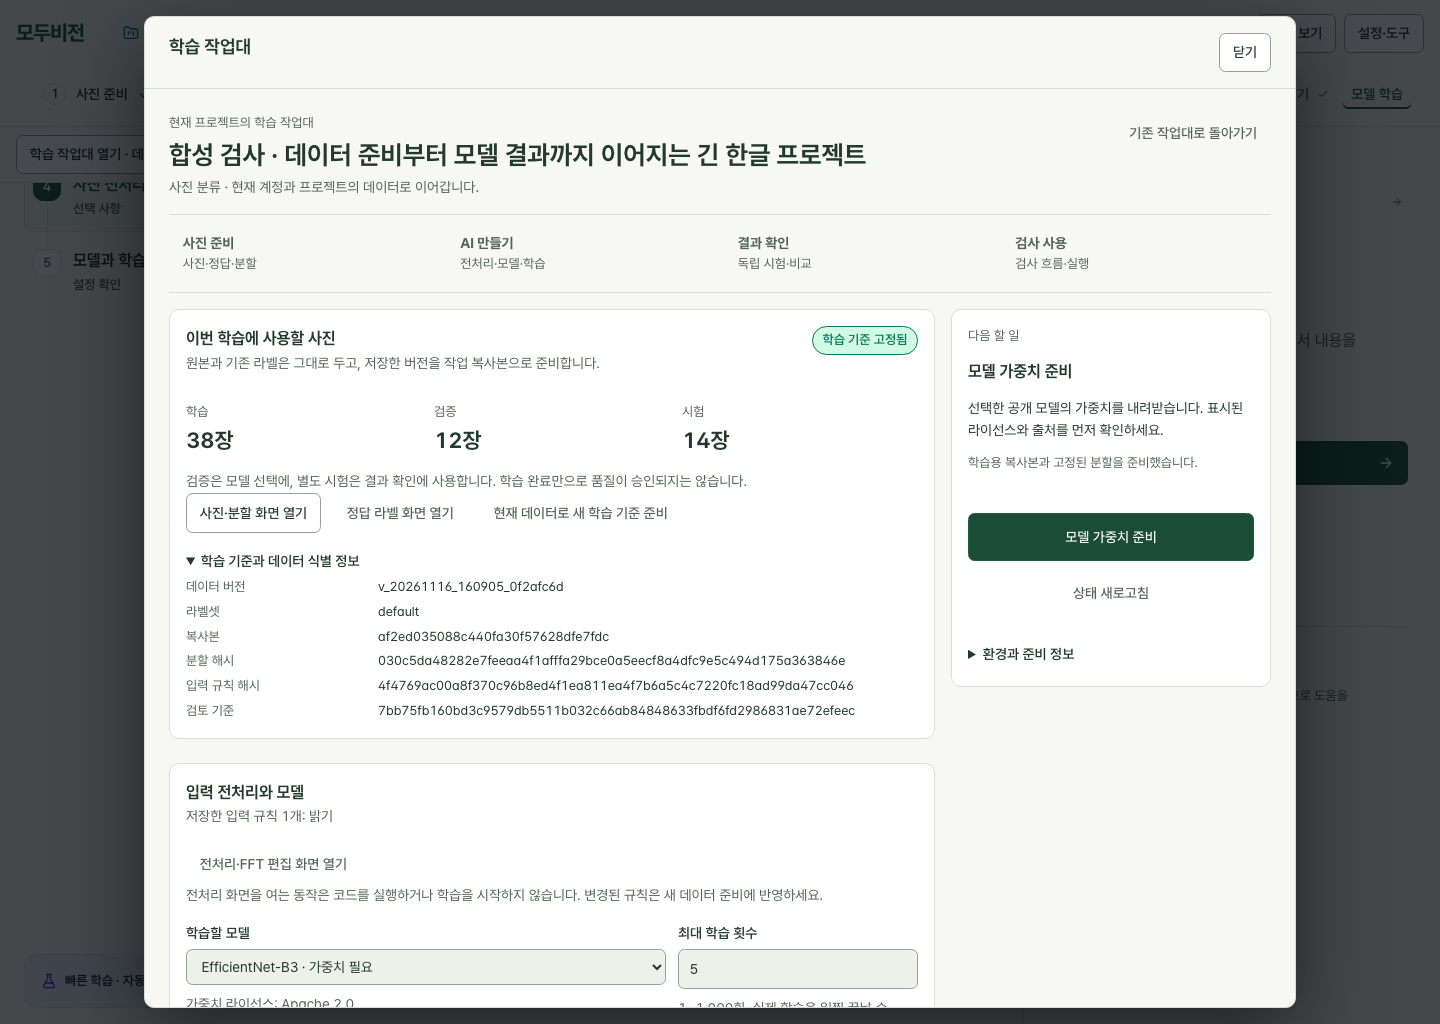 모두비전
보기
설정·도구
1 사진 준비
모델 학습
학습 작업대 열기 · 데
선택 사항
5 모델과 학습
설정 확인
서 내용을
으로 도움을
빠른 학습 · 자동
학습 작업대
닫기
현재 프로젝트의 학습 작업대
합성 검사 · 데이터 준비부터 모델 결과까지 이어지는 긴 한글 프로젝트
기존 작업대로 돌아가기
사진 분류 · 현재 계정과 프로젝트의 데이터로 이어갑니다.
사진 준비
사진·정답·분할
AI 만들기
전처리·모델·학습
결과 확인
독립 시험·비교
검사 사용
검사 흐름·실행
이번 학습에 사용할 사진
학습 기준 고정됨
원본과 기존 라벨은 그대로 두고, 저장한 버전을 작업 복사본으로 준비합니다.
학습
38장
검증
12장
시험
14장
검증은 모델 선택에, 별도 시험은 결과 확인에 사용합니다. 학습 완료만으로 품질이 승인되지는 않습니다.
사진·분할 화면 열기
정답 라벨 화면 열기
현재 데이터로 새 학습 기준 준비
▼ 학습 기준과 데이터 식별 정보
데이터 버전 v_20261116_160905_0f2afc6d
라벨셋 default
복사본 af2ed035088c440fa30f57628dfe7fdc
분할 해시 030c5da48282e7feeaa4f1afffa29bce0a5eecf8a4dfc9e5c494d175a363846e
입력 규칙 해시 4f4769ac00a8f370c96b8ed4f1ea811ea4f7b6a5c4c7220fc18ad99da47cc046
검토 기준 7bb75fb160bd3c9579db5511b032c66ab84848633fbdf6fd2986831ae72efeec
다음 할 일
모델 가중치 준비
선택한 공개 모델의 가중치를 내려받습니다. 표시된
라이선스와 출처를 먼저 확인하세요.
학습용 복사본과 고정된 분할을 준비했습니다.
모델 가중치 준비
상태 새로고침
▶ 환경과 준비 정보
입력 전처리와 모델
저장한 입력 규칙 1개: 밝기
전처리·FFT 편집 화면 열기
전처리 화면을 여는 동작은 코드를 실행하거나 학습을 시작하지 않습니다. 변경된 규칙은 새 데이터 준비에 반영하세요.
학습할 모델
EfficientNet-B3 · 가중치 필요
가중치 라이선스: Apache 2.0
최대 학습 횟수
5